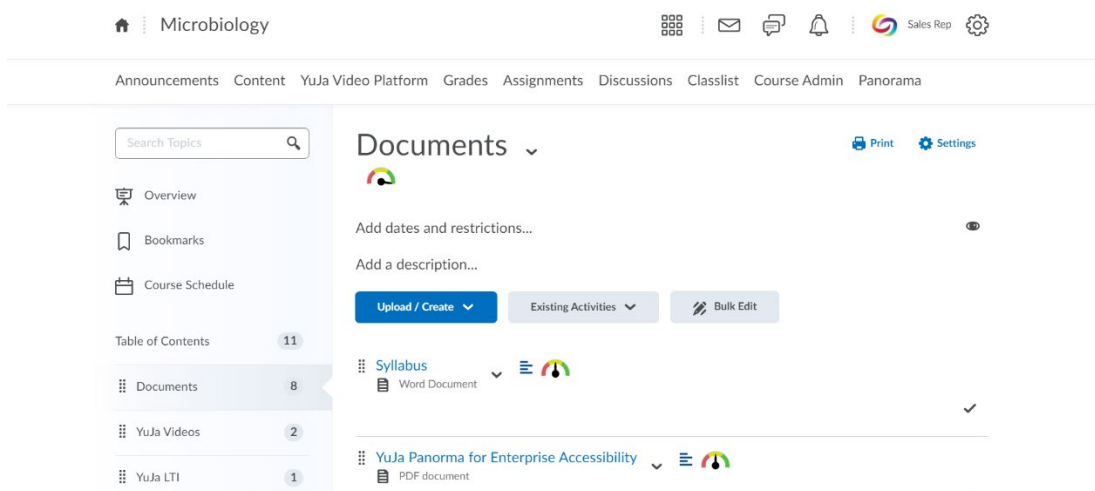 Microbiology
Sales Rep
Announcements Content YuJa Video Platform Grades Assignments Discussions Classlist Course Admin Panorama
Search Topics
Overview
Bookmarks
Course Schedule
Table of Contents 11
Documents 8
YuJa Videos 2
YuJa LTI 1
Documents
Print Settings
Add dates and restrictions...
Add a description...
Upload / Create Existing Activities Bulk Edit
Syllabus
Word Document
YuJa Panorma for Enterprise Accessibility
PDF document